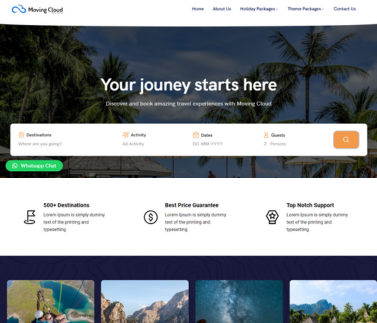 Moving Cloud
Home About Us Holiday Packages Theme Packages Contact Us
Your jouney starts here
Discover and book amazing travel experiences with Moving Cloud
Destinations Activity Dates Guests
Where are you going? All Activity DD MM YYYY 2 Persons
Whatsapp Chat
500+ Destinations Best Price Guarantee Top Notch Support
Lorem Ipsum is simply dummy Lorem Ipsum is simply dummy Lorem Ipsum is simply dummy
text of the printing and text of the printing and text of the printing and
typesetting typesetting typesetting